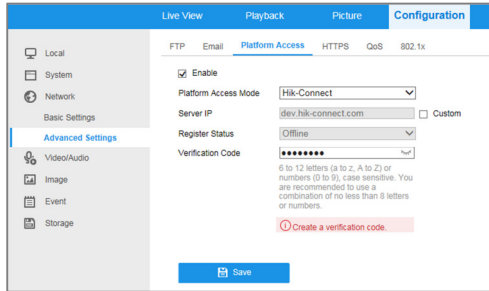 Live View Playback Picture Configuration
Local
System
Network
Basic Settings
Advanced Settings
Video/Audio
Image
Event
Storage
FTP Email Platform Access HTTPS QoS 802.1x
Enable
Platform Access Mode Hik-Connect
Server IP dev.hik-connect.com Custom
Register Status Offline
Verification Code ●●●●●●●●
6 to 12 letters (a to z, A to Z) or
numbers (0 to 9), case sensitive. You
are recommended to use a
combination of no less than 8 letters
or numbers.
Create a verification code.
Save